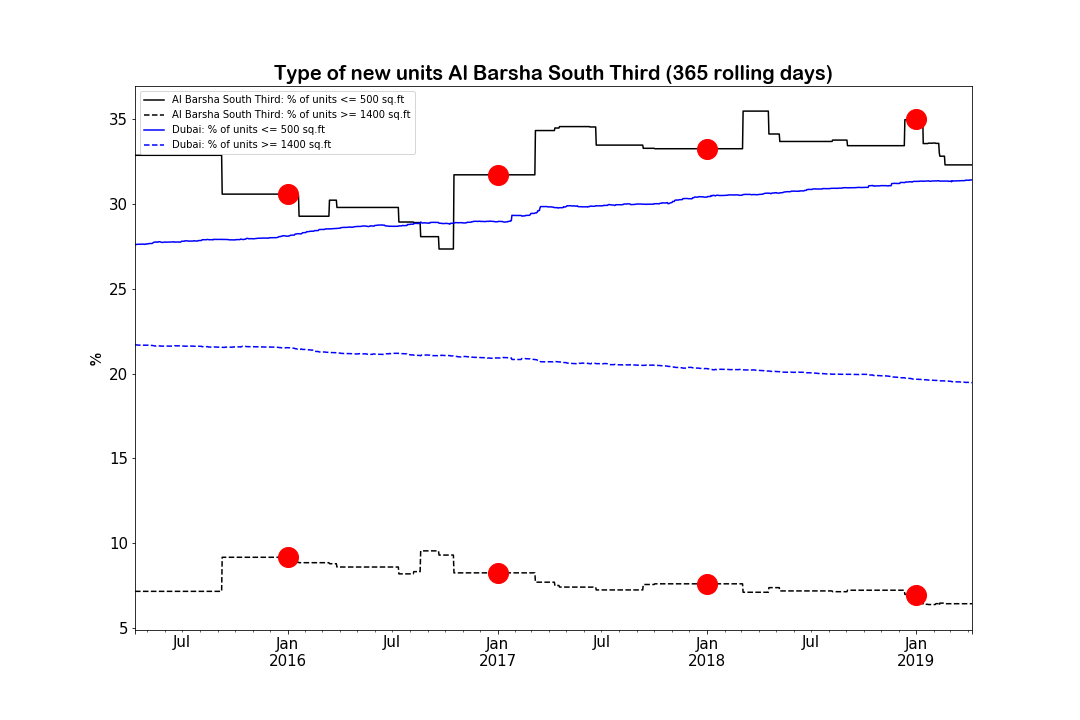 Type of new units Al Barsha South Third (365 rolling days)
Al Barsha South Third: % of units <= 500 sq.ft
Al Barsha South Third: % of units >= 1400 sq.ft
Dubai: % of units <= 500 sq.ft
Dubai: % of units >= 1400 sq.ft
35
30
25
20
15
10
5
%
Jul Jan Jul Jan Jul Jan Jul Jan
2016 2017 2018 2019